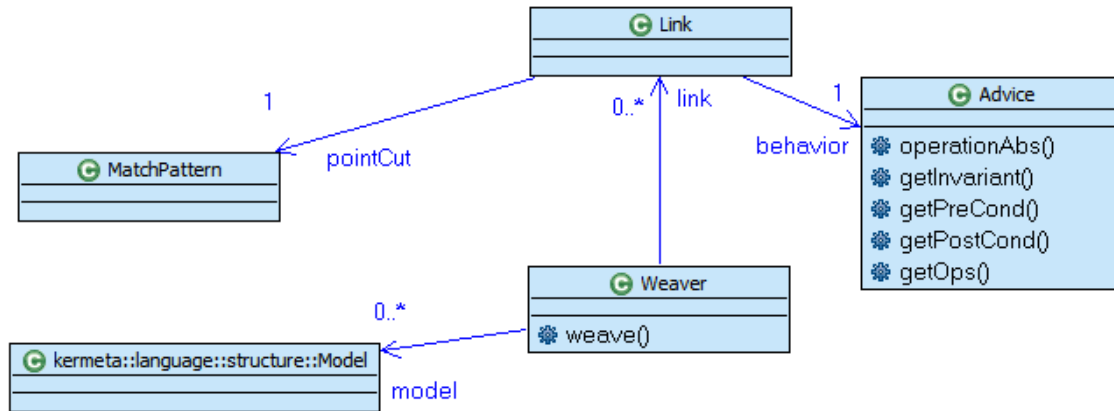 Link
1
0..*
link
1
Advice
MatchPattern
pointCut
behavior
operationAbs()
getInvariant()
getPreCond()
getPostCond()
getOps()
Weaver
weave()
0..*
kermeta::language::structure::Model
model